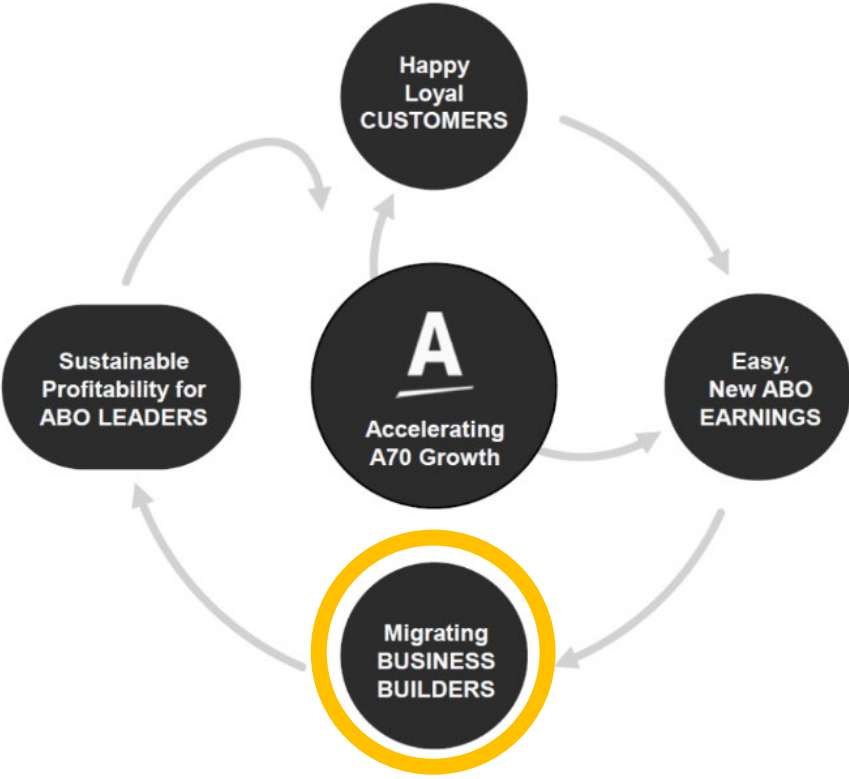 Happy
Loyal
CUSTOMERS
Sustainable
Profitability for
ABO LEADERS
A
Accelerating
A70 Growth
Easy,
New ABO
EARNINGS
Migrating
BUSINESS
BUILDERS